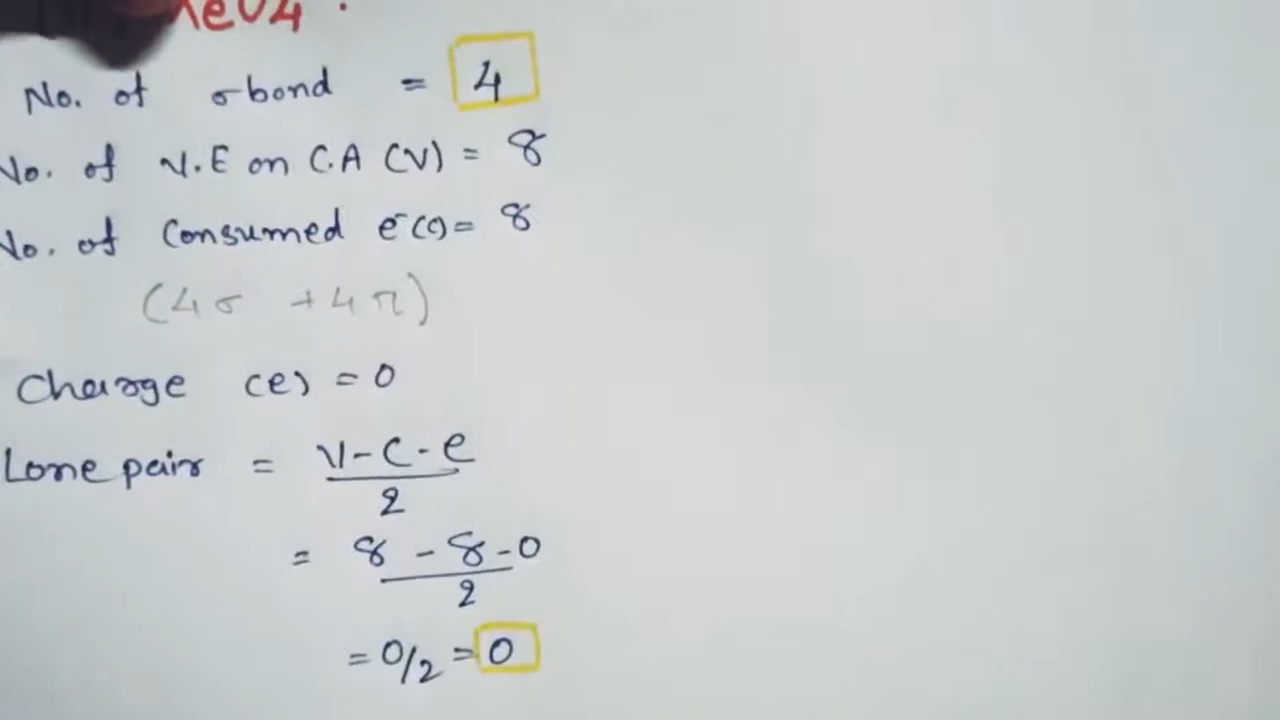 XeO4 .
No. of σ bond = 4
No. of V.E on C.A (V) = 8
No. of Consumed e⁻(C) = 8
(4σ + 4π)
Charge (e) = 0
Lone pair = V-C-e
2
= 8 - 8 - 0
2
= 0/2 = 0